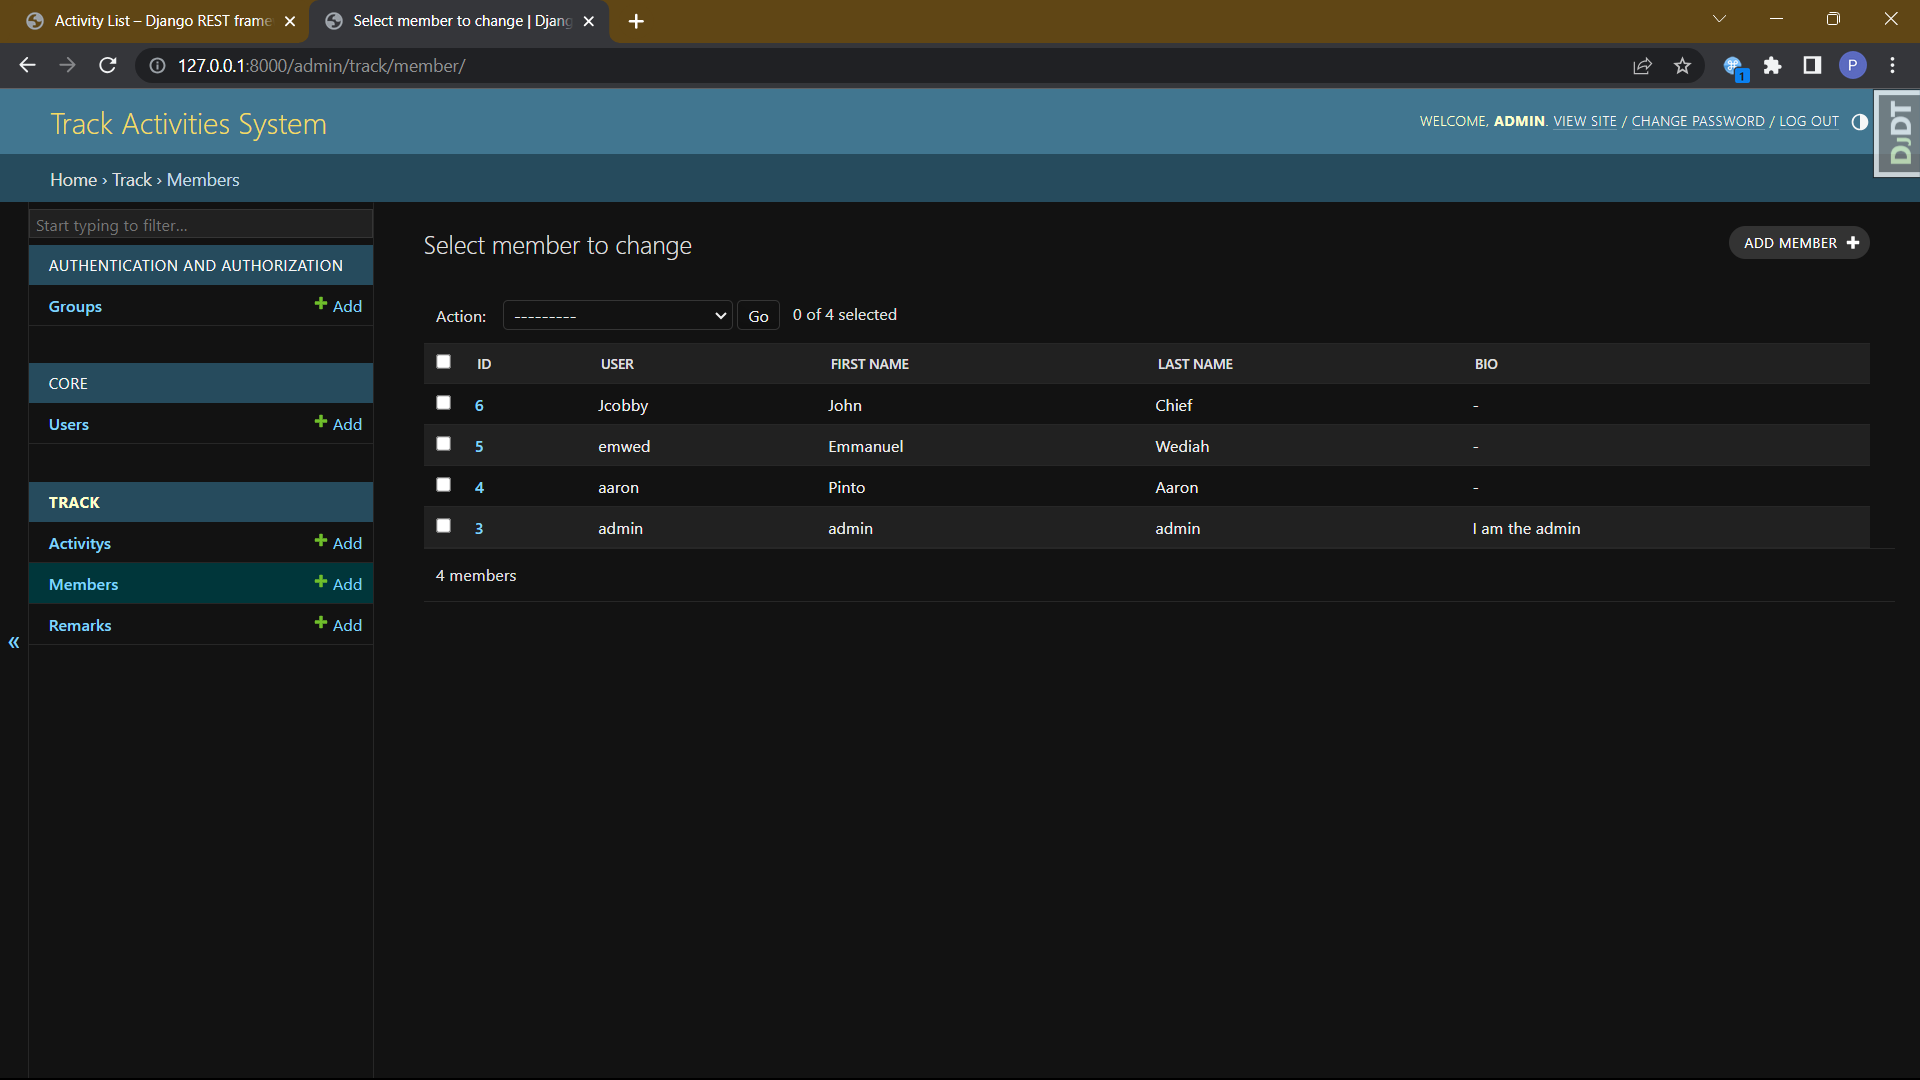 Activity List – Django REST frame
Select member to change | Djang
127.0.0.1:8000/admin/track/member/
1
P
Track Activities System
WELCOME, ADMIN. VIEW SITE / CHANGE PASSWORD / LOG OUT
DJDT
Home › Track › Members
Start typing to filter...
AUTHENTICATION AND AUTHORIZATION
Groups Add
CORE
Users Add
TRACK
Activitys Add
Members Add
Remarks Add
«
Select member to change
ADD MEMBER
Action: --------- Go 0 of 4 selected
ID USER FIRST NAME LAST NAME BIO
6 Jcobby John Chief -
5 emwed Emmanuel Wediah -
4 aaron Pinto Aaron -
3 admin admin admin I am the admin
4 members